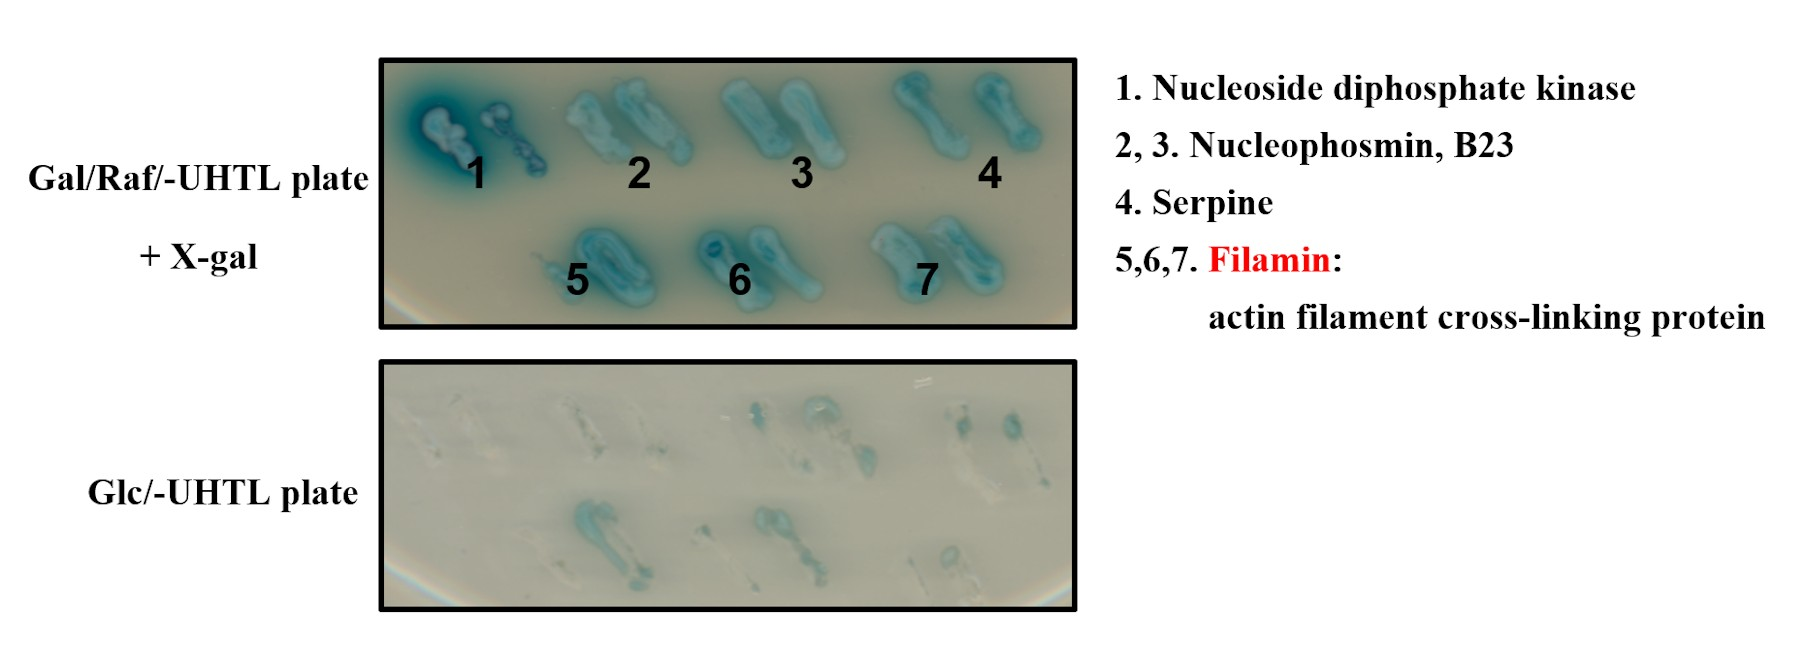 Gal/Raf/-UHTL plate
+ X-gal
1
2
3
4
5
6
7
1. Nucleoside diphosphate kinase
2, 3. Nucleophosmin, B23
4. Serpine
5,6,7. Filamin:
actin filament cross-linking protein
Glc/-UHTL plate